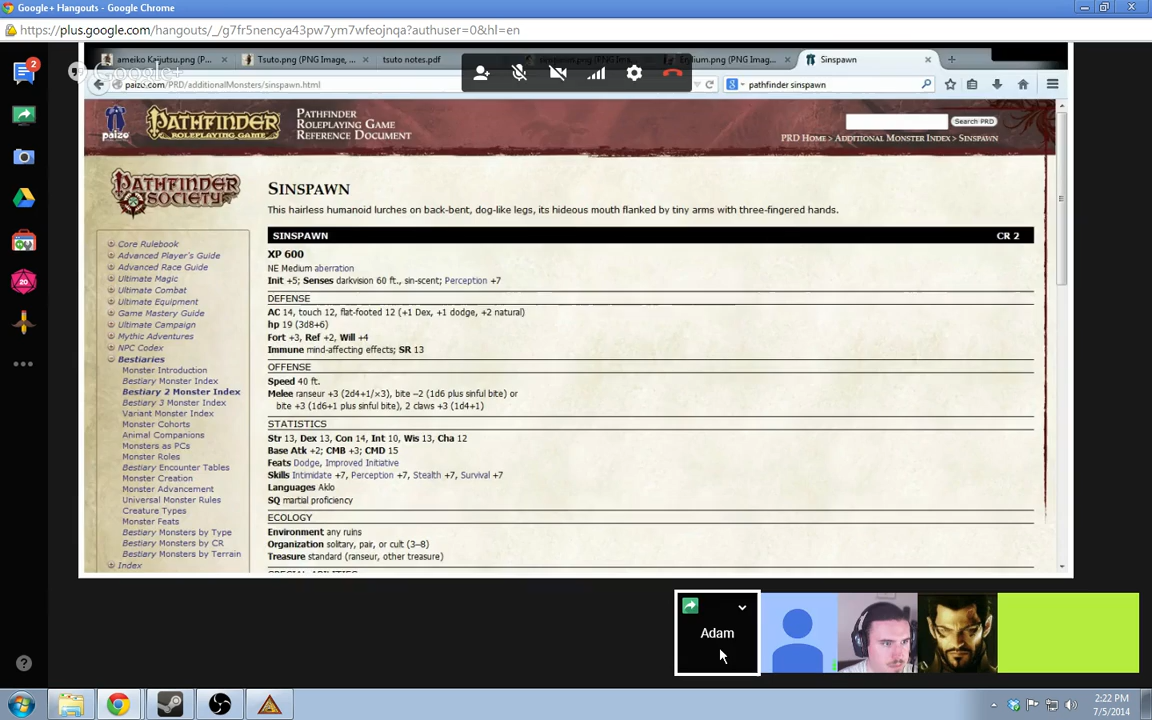 Google+ Hangouts - Google Chrome
https://plus.google.com/hangouts/_/g7fr5nencya43pw7ym7wfeojnqa?authuser=0&hl=en
2
Google+
ameiko Kaijutsu.png (P...
Tsuto.png (PNG Image, ...
tsuto notes.pdf
Erylium.png (PNG Imag...
Sinspawn
paizo.com/PRD/additionalMonsters/sinspawn.html
pathfinder sinspawn
paizo
PATHFINDER
ROLEPLAYING GAME
PATHFINDER
ROLEPLAYING GAME
REFERENCE DOCUMENT
Search PRD
PRD HOME > ADDITIONAL MONSTER INDEX > SINSPAWN
PATHFINDER
SOCIETY
Core Rulebook
Advanced Player's Guide
Advanced Race Guide
Ultimate Magic
Ultimate Combat
Ultimate Equipment
Game Mastery Guide
Ultimate Campaign
Mythic Adventures
NPC Codex
Bestiaries
Monster Introduction
Bestiary Monster Index
Bestiary 2 Monster Index
Bestiary 3 Monster Index
Variant Monster Index
Monster Cohorts
Animal Companions
Monsters as PCs
Monster Roles
Bestiary Encounter Tables
Monster Creation
Monster Advancement
Universal Monster Rules
Creature Types
Monster Feats
Bestiary Monsters by Type
Bestiary Monsters by CR
Bestiary Monsters by Terrain
Index
SINSPAWN
This hairless humanoid lurches on back-bent, dog-like legs, its hideous mouth flanked by tiny arms with three-fingered hands.
SINSPAWN CR 2
XP 600
NE Medium aberration
Init +5; Senses darkvision 60 ft., sin-scent; Perception +7
DEFENSE
AC 14, touch 12, flat-footed 12 (+1 Dex, +1 dodge, +2 natural)
hp 19 (3d8+6)
Fort +3, Ref +2, Will +4
Immune mind-affecting effects; SR 13
OFFENSE
Speed 40 ft.
Melee ranseur +3 (2d4+1/×3), bite –2 (1d6 plus sinful bite) or
bite +3 (1d6+1 plus sinful bite), 2 claws +3 (1d4+1)
STATISTICS
Str 13, Dex 13, Con 14, Int 10, Wis 13, Cha 12
Base Atk +2; CMB +3; CMD 15
Feats Dodge, Improved Initiative
Skills Intimidate +7, Perception +7, Stealth +7, Survival +7
Languages Aklo
SQ martial proficiency
ECOLOGY
Environment any ruins
Organization solitary, pair, or cult (3–8)
Treasure standard (ranseur, other treasure)
SPECIAL ABILITIES
20
Adam
2:22 PM
7/5/2014